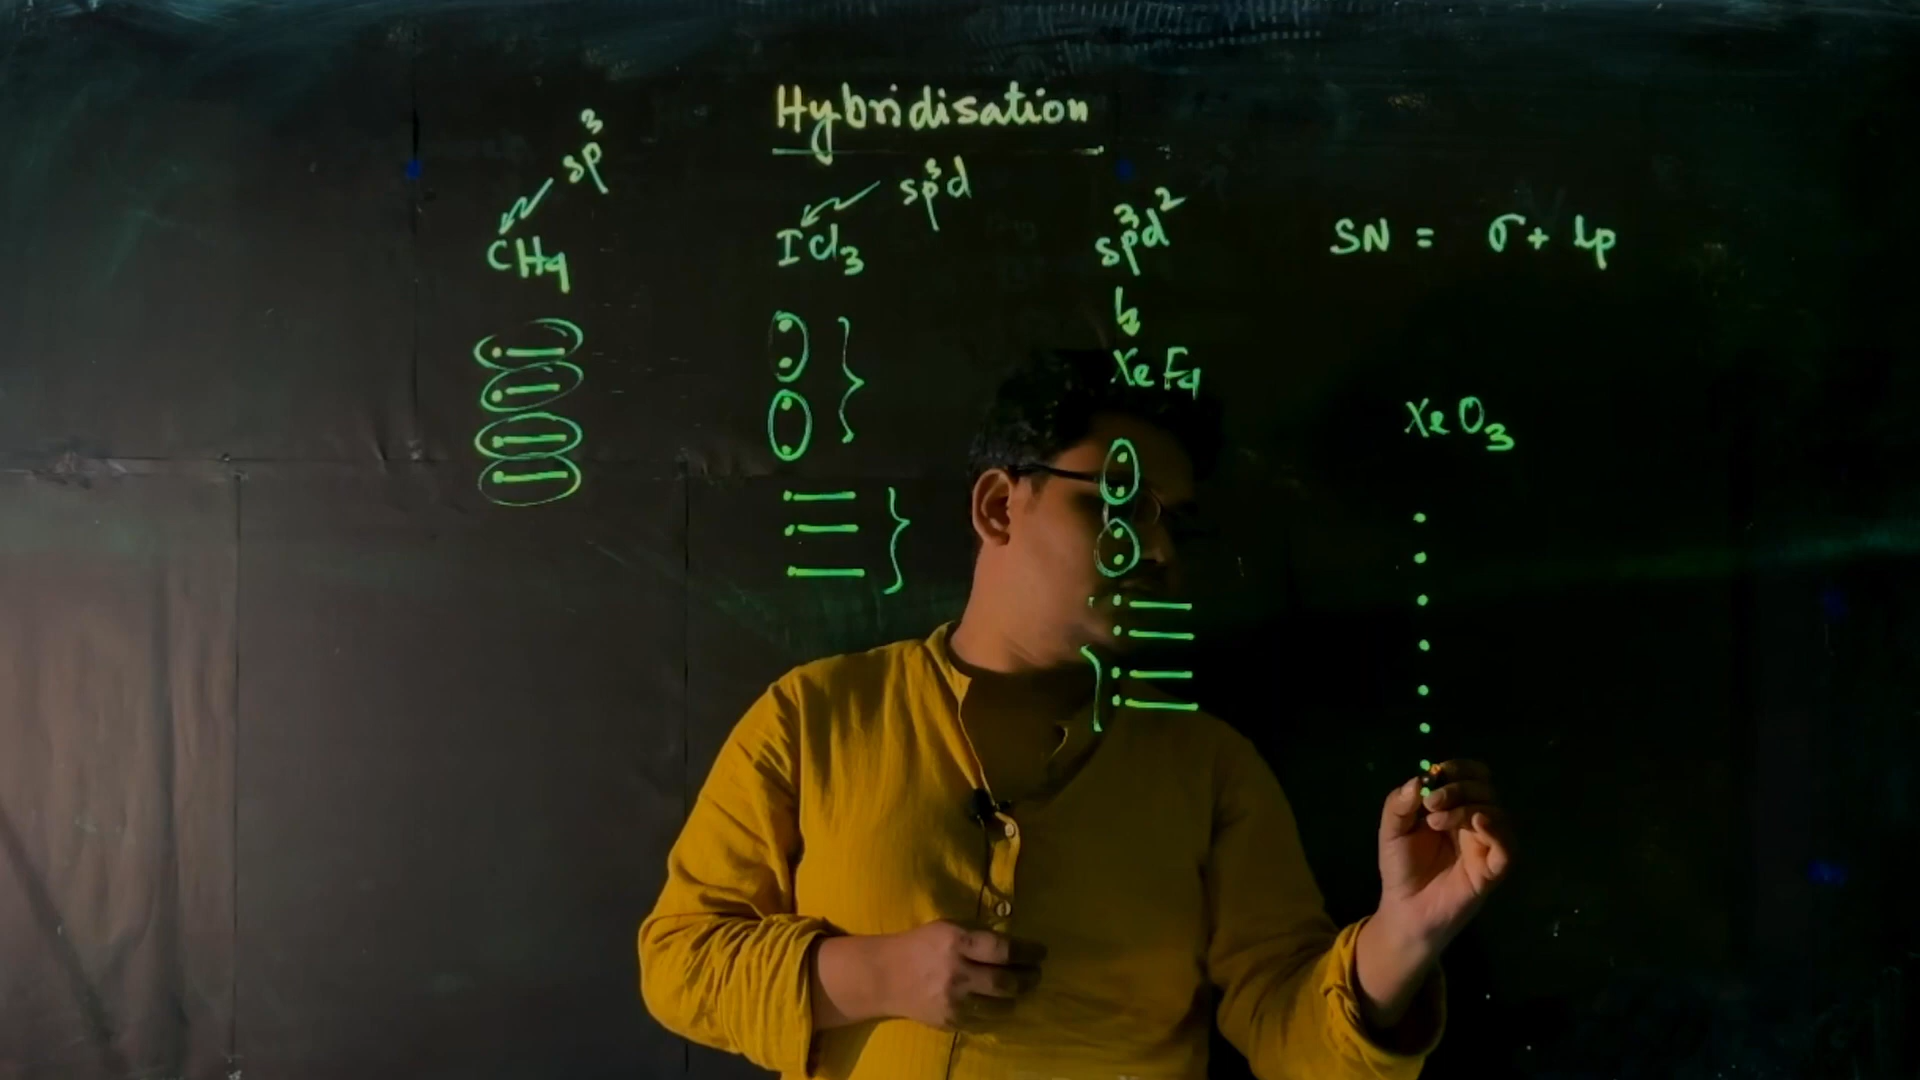 Hybridisation
sp³
CH₄
sp³d
ICl₃
sp³d²
XeF₄
SN = σ + lp
XeO₃